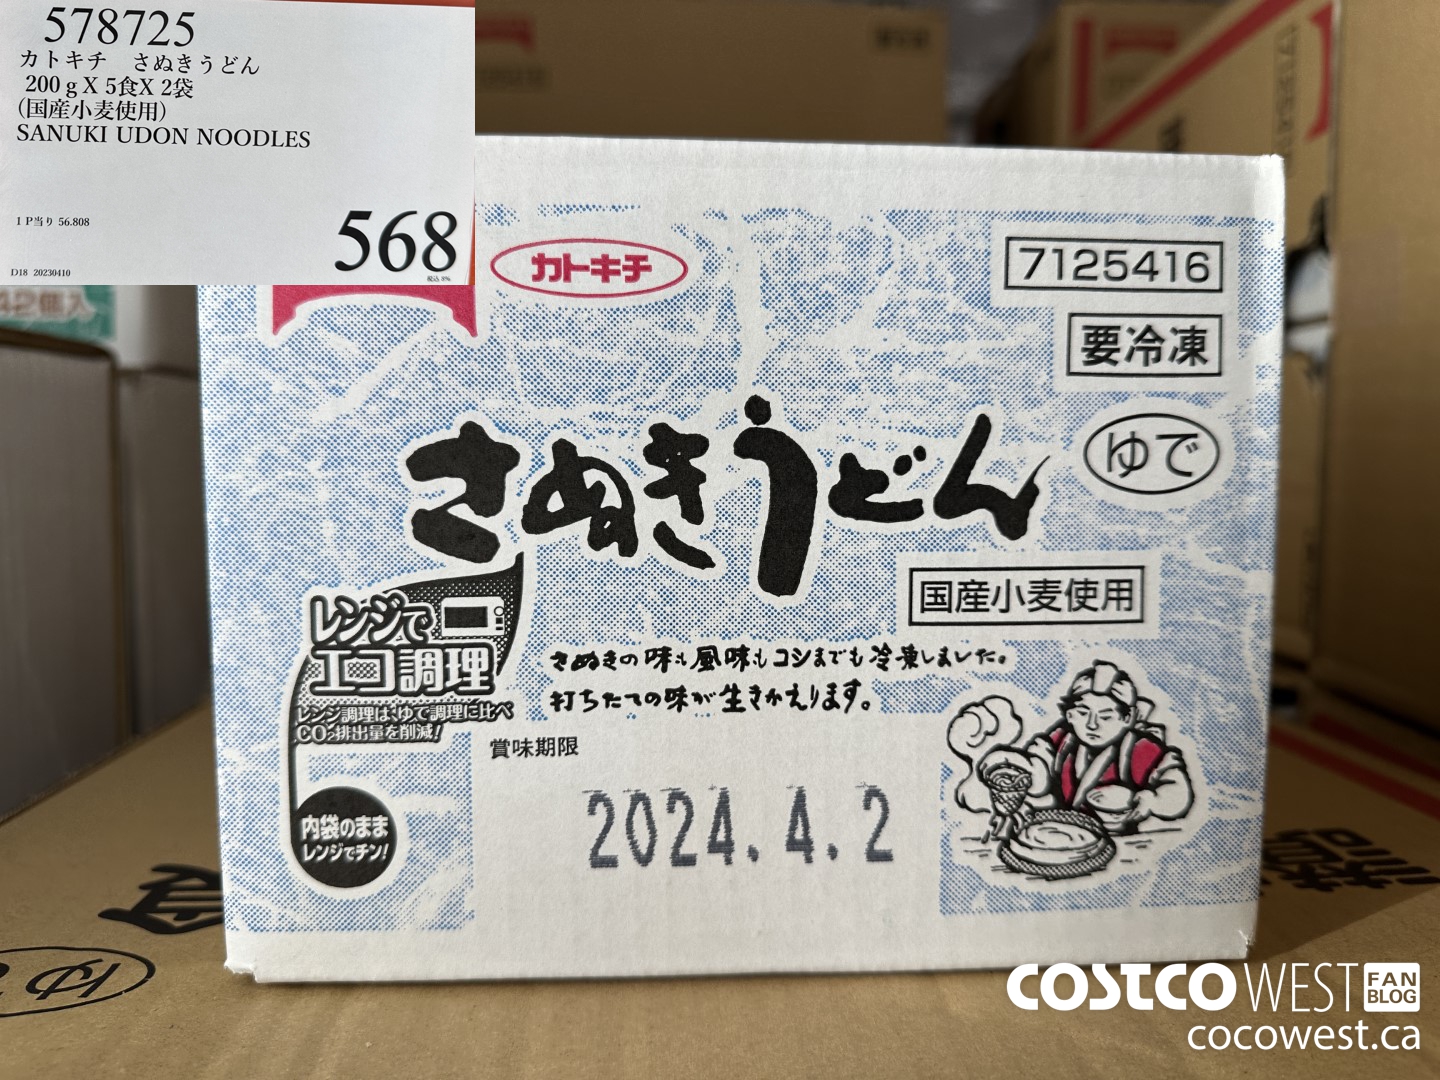 578725
カトキチ さぬきうどん
200ｇX 5食X 2袋
(国産小麦使用)
SANUKI UDON NOODLES
1 P当り 56.808
568
D18 20230410
税込 8%
42個入
カトキチ
7125416
要冷凍
さぬきうどん
ゆで
国産小麦使用
レンジで
エコ調理
レンジ調理は、ゆで調理に比べ
CO₂排出量を削減!
さぬきの味も風味もコシまでも冷凍しました。
打ちたての味が生きかえります。
賞味期限
2024.4.2
内袋のまま
レンジでチン!
COSTCO WEST FAN BLOG
cocowest.ca